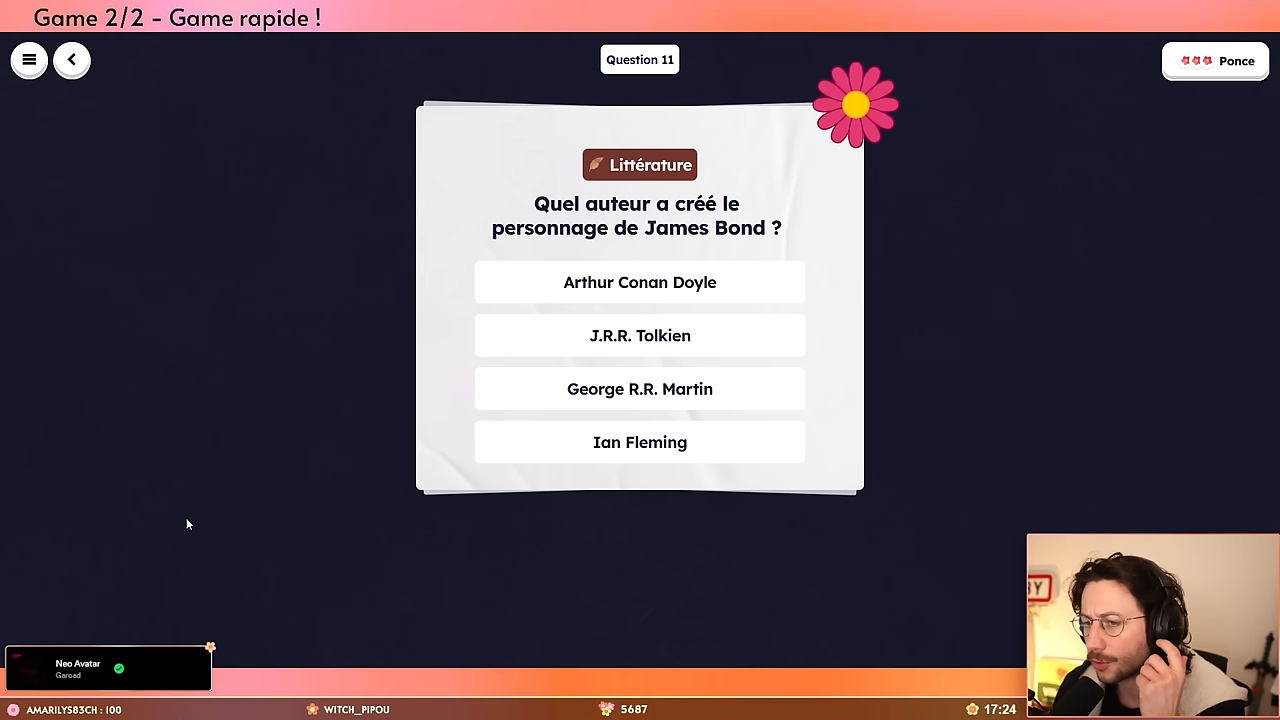 Game 2/2 - Game rapide !
Question 11
Ponce
Littérature
Quel auteur a créé le
personnage de James Bond ?
Arthur Conan Doyle
J.R.R. Tolkien
George R.R. Martin
Ian Fleming
BY
Neo Avatar
Garoad
AMARILYS83CH : 100
WITCH_PIPOU
5687
17:24